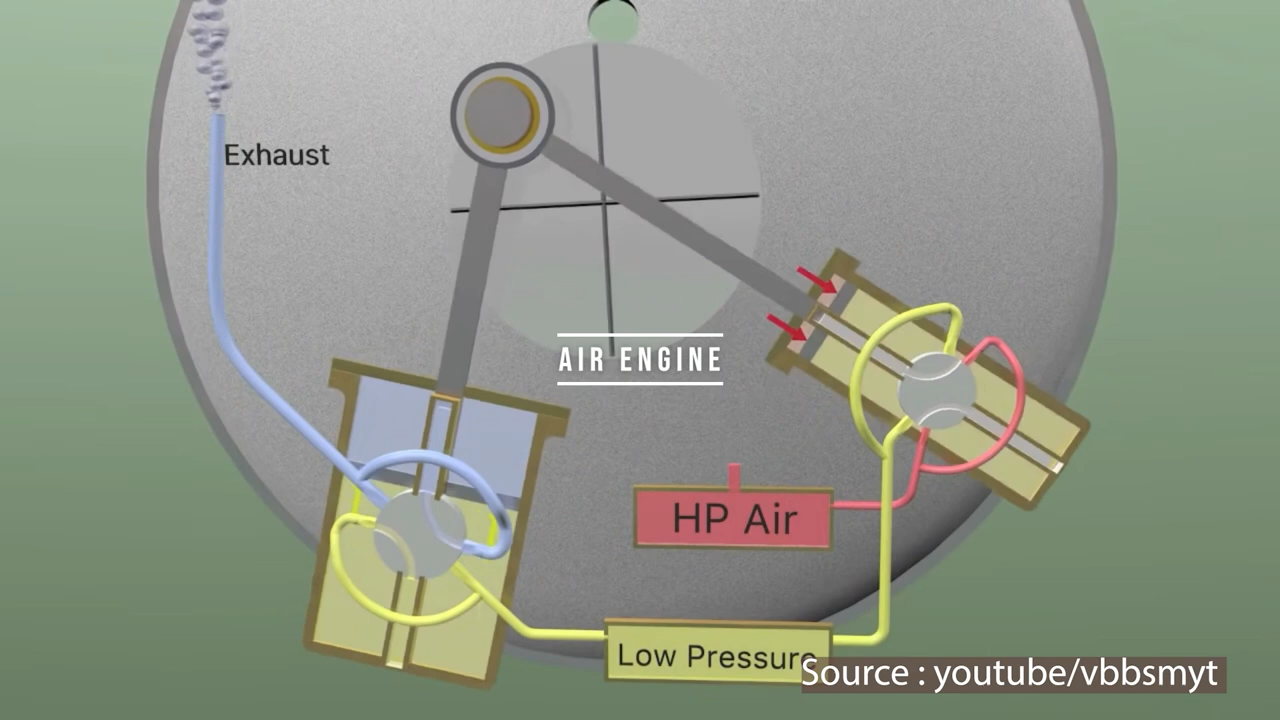 Exhaust
AIR ENGINE
HP Air
Low Pressure
Source : youtube/vbbsmyt